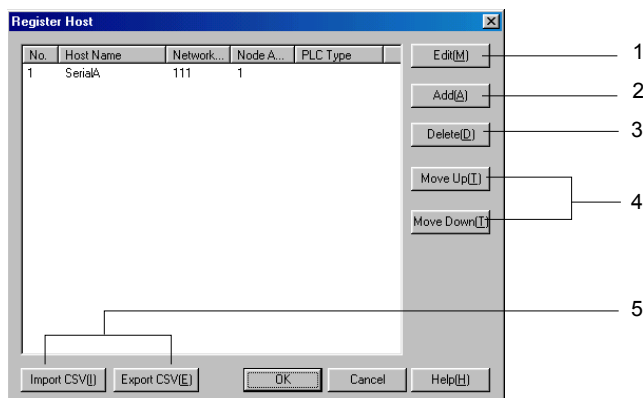 Register Host
No. Host Name Network... Node A... PLC Type
1 SerialA 111 1
Edit(M)
1
Add(A)
2
Delete(D)
3
Move Up(T)
Move Down(T)
4
5
Import CSV(I) Export CSV(E) OK Cancel Help(H)